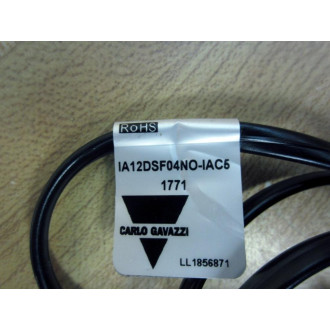 RoHS
IA12DSF04NO-IAC5
1771
CARLO GAVAZZI
LL1856871